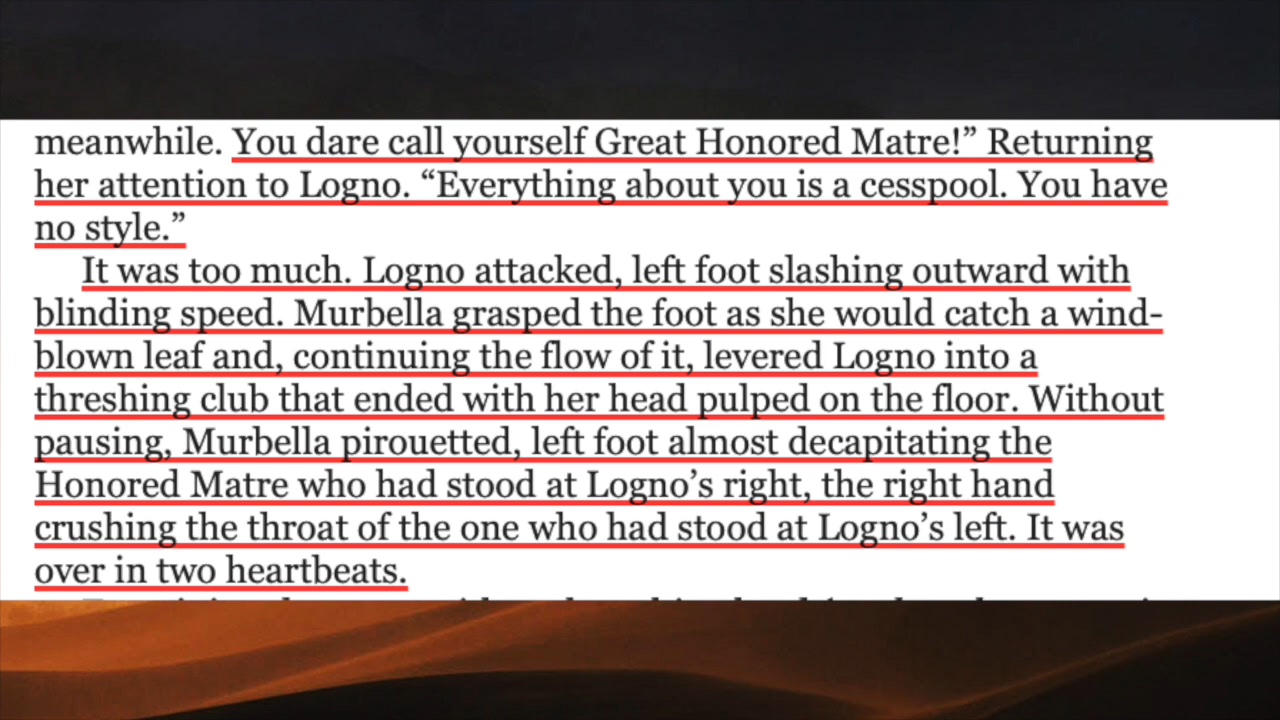 meanwhile. You dare call yourself Great Honored Matre!” Returning
her attention to Logno. “Everything about you is a cesspool. You have
no style.”
It was too much. Logno attacked, left foot slashing outward with
blinding speed. Murbella grasped the foot as she would catch a wind-
blown leaf and, continuing the flow of it, levered Logno into a
threshing club that ended with her head pulped on the floor. Without
pausing, Murbella pirouetted, left foot almost decapitating the
Honored Matre who had stood at Logno’s right, the right hand
crushing the throat of the one who had stood at Logno’s left. It was
over in two heartbeats.